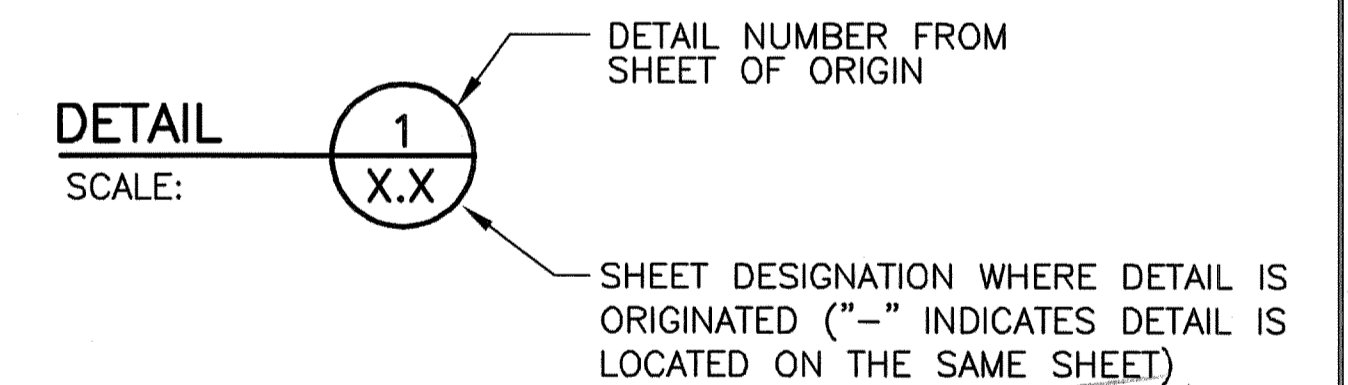 DETAIL NUMBER FROM
SHEET OF ORIGIN
DETAIL
1
X.X
SCALE:
SHEET DESIGNATION WHERE DETAIL IS
ORIGINATED ("–" INDICATES DETAIL IS
LOCATED ON THE SAME SHEET)